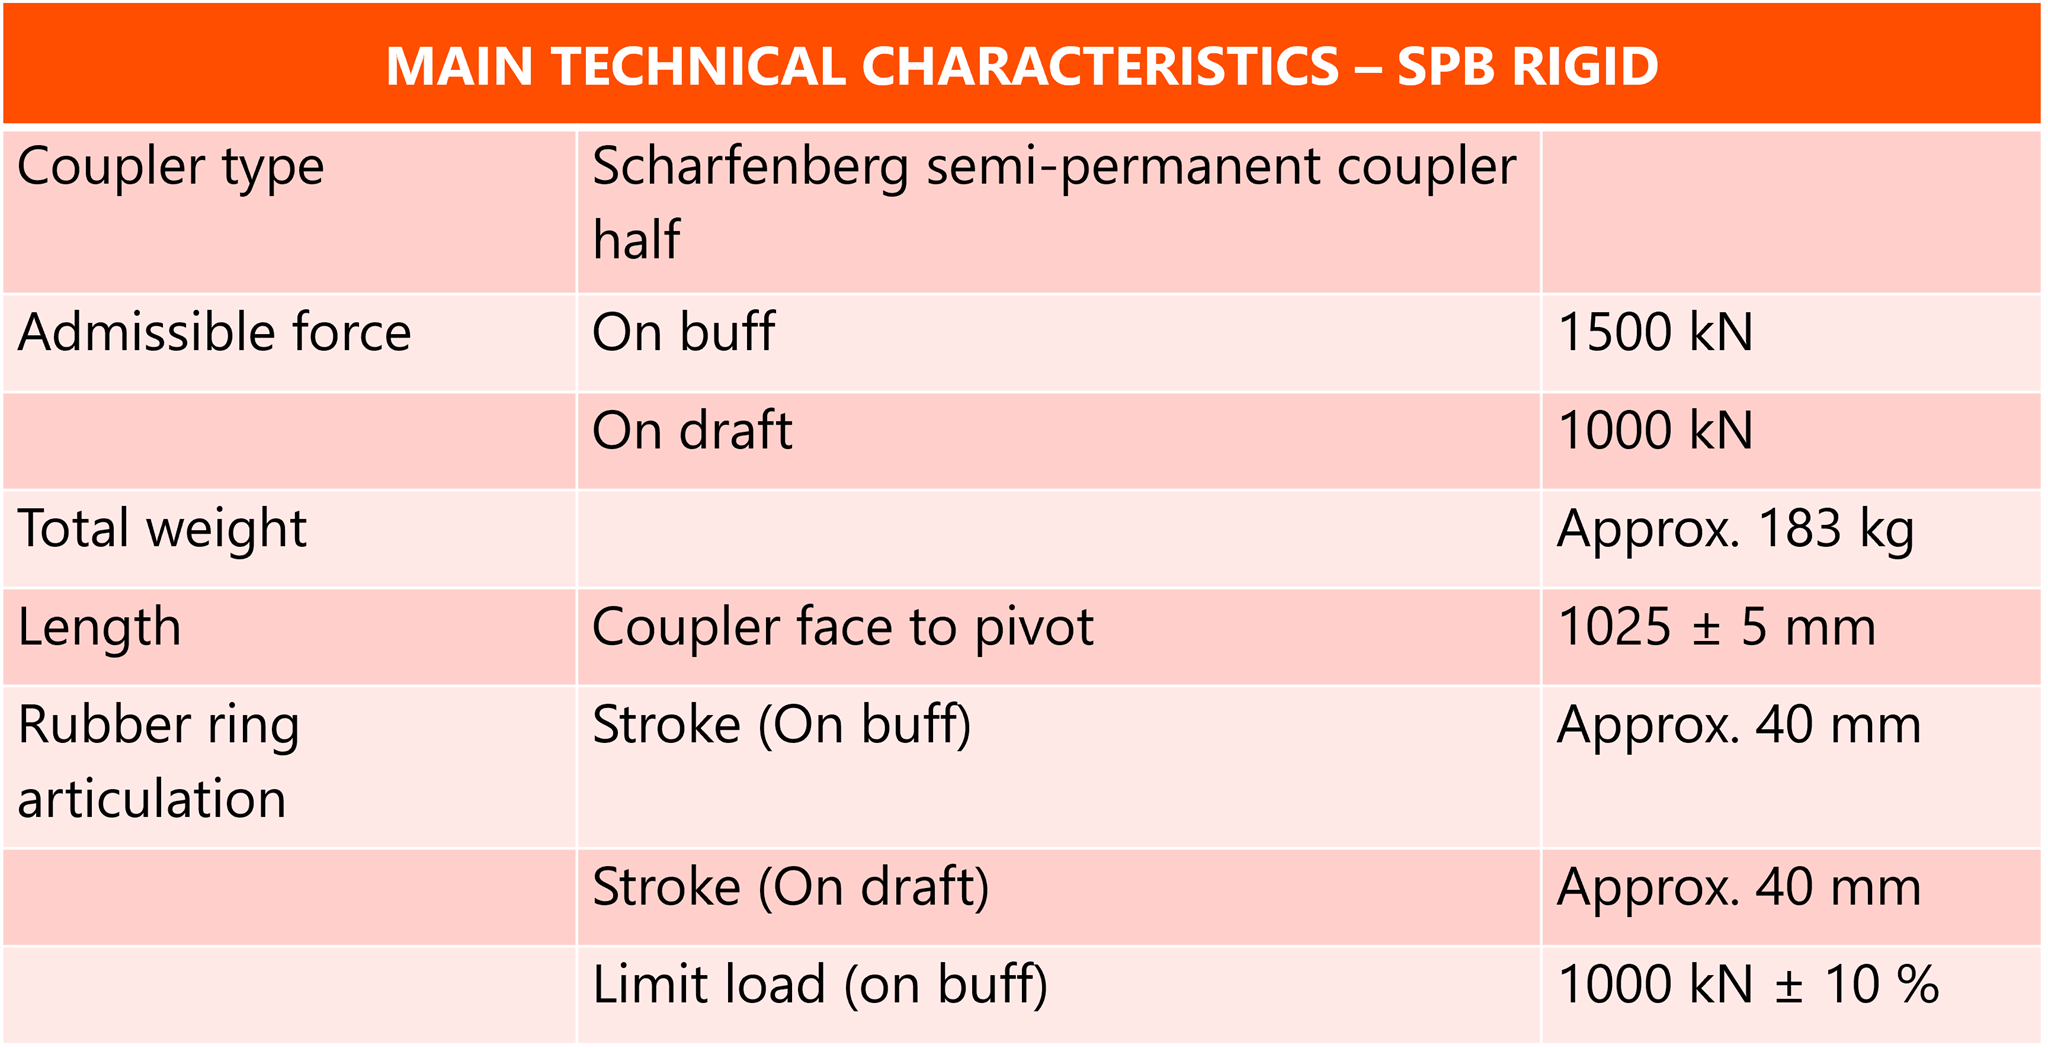 MAIN TECHNICAL CHARACTERISTICS – SPB RIGID
Coupler type
Scharfenberg semi-permanent coupler
half
Admissible force
On buff
1500 kN
On draft
1000 kN
Total weight
Approx. 183 kg
Length
Coupler face to pivot
1025 ± 5 mm
Rubber ring
articulation
Stroke (On buff)
Approx. 40 mm
Stroke (On draft)
Approx. 40 mm
Limit load (on buff)
1000 kN ± 10 %